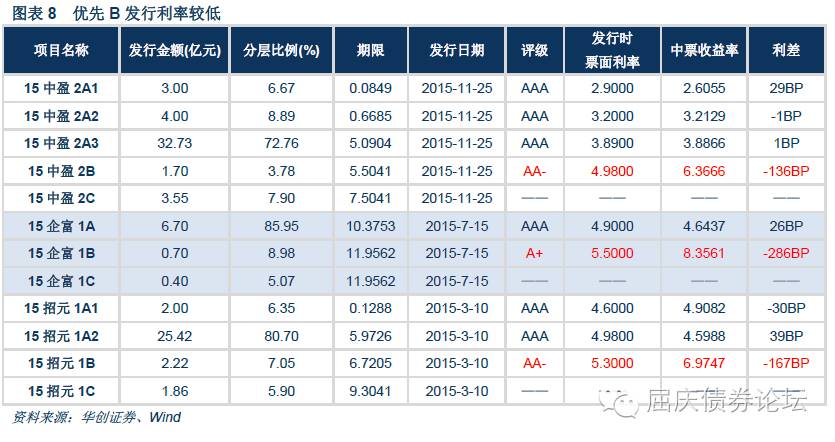 图表 8 优先 B 发行利率较低
项目名称 发行金额(亿元) 分层比例(%) 期限 发行日期 评级 发行时票面利率 中票收益率 利差
15 中盈 2A1 3.00 6.67 0.0849 2015-11-25 AAA 2.9000 2.6055 29BP
15 中盈 2A2 4.00 8.89 0.6685 2015-11-25 AAA 3.2000 3.2129 -1BP
15 中盈 2A3 32.73 72.76 5.0904 2015-11-25 AAA 3.8900 3.8866 1BP
15 中盈 2B 1.70 3.78 5.5041 2015-11-25 AA- 4.9800 6.3666 -136BP
15 中盈 2C 3.55 7.90 7.5041 2015-11-25 —— —— —— ——
15 企富 1A 6.70 85.95 10.3753 2015-7-15 AAA 4.9000 4.6437 26BP
15 企富 1B 0.70 8.98 11.9562 2015-7-15 A+ 5.5000 8.3561 -286BP
15 企富 1C 0.40 5.07 11.9562 2015-7-15 —— —— —— ——
15 招元 1A1 2.00 6.35 0.1288 2015-3-10 AAA 4.6000 4.9082 -30BP
15 招元 1A2 25.42 80.70 5.9726 2015-3-10 AAA 4.9800 4.5988 39BP
15 招元 1B 2.22 7.05 6.7205 2015-3-10 AA- 5.3000 6.9747 -167BP
15 招元 1C 1.86 5.90 9.3041 2015-3-10 —— —— —— ——
资料来源：华创证券、Wind
屈庆债券论坛